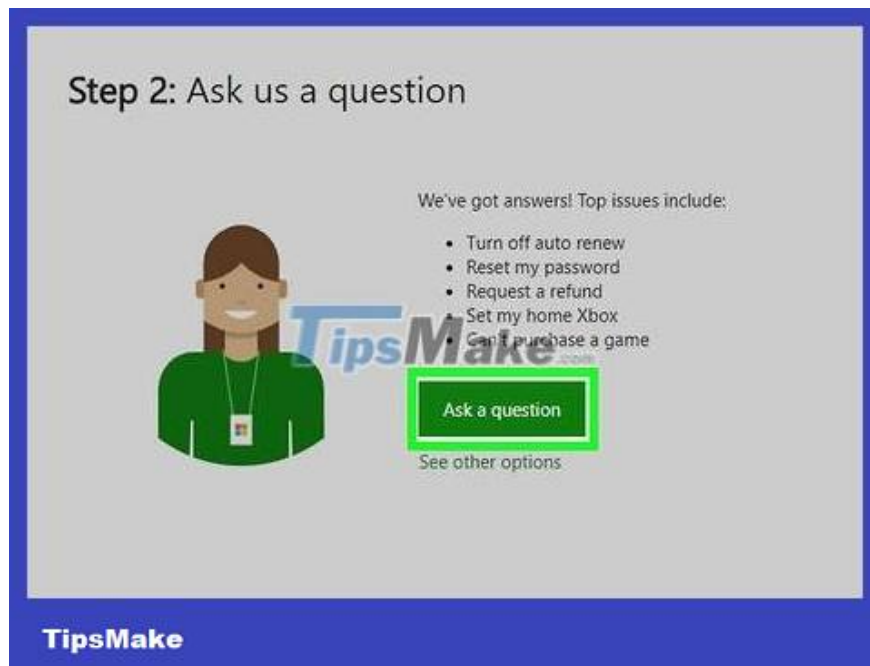 Step 2: Ask us a question
We've got answers! Top issues include:
• Turn off auto renew
• Reset my password
• Request a refund
• Set my home Xbox
• Can't purchase a game
TipsMake.com
Ask a question
See other options
TipsMake